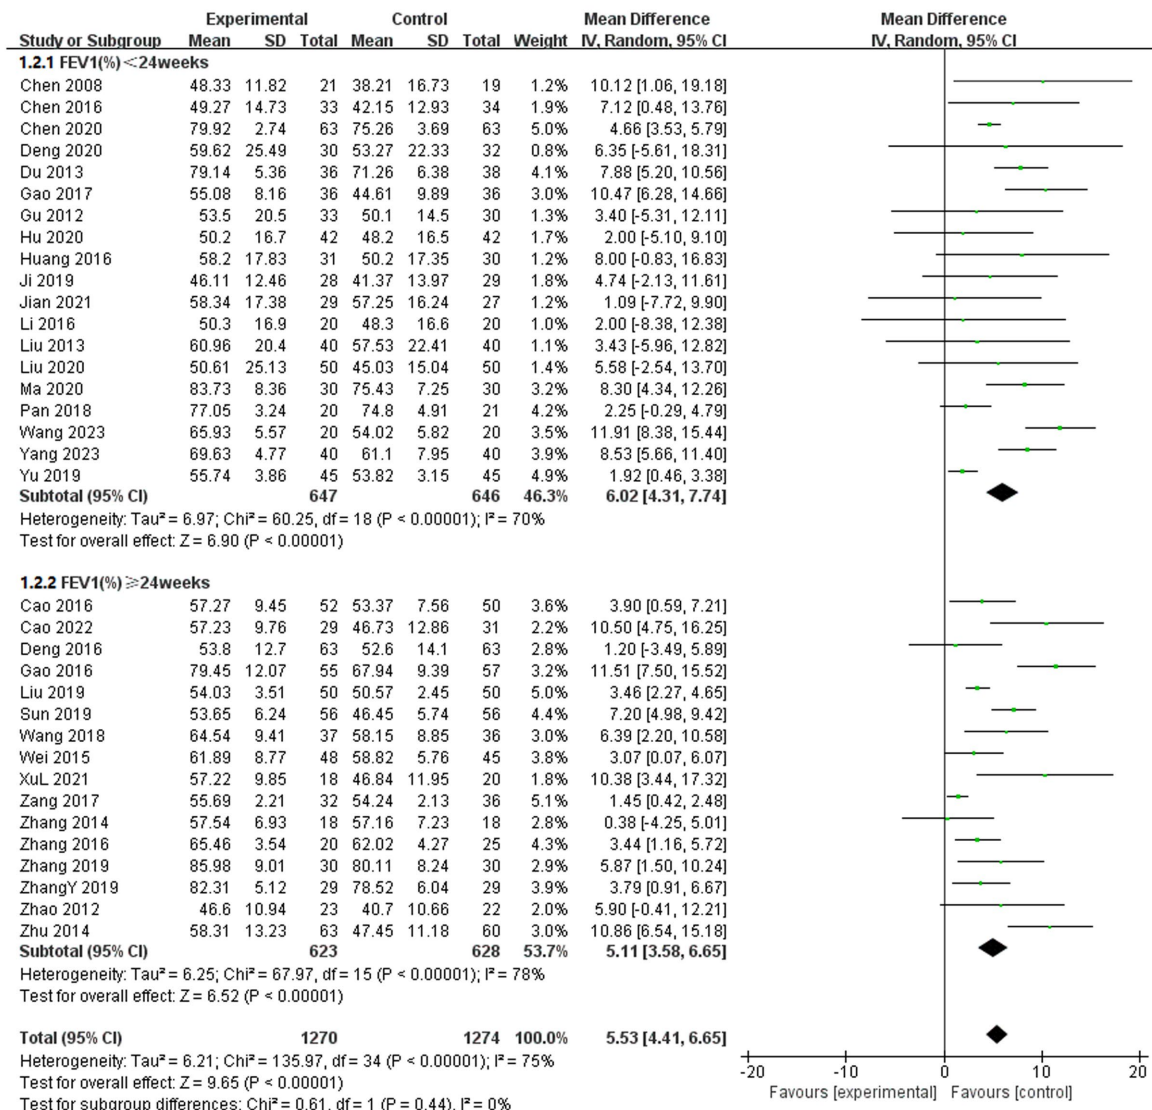 Experimental Control Mean Difference Mean Difference
Study or Subgroup Mean SD Total Mean SD Total Weight IV, Random, 95% CI IV, Random, 95% CI
1.2.1 FEV1(%)＜24weeks
Chen 2008 48.33 11.82 21 38.21 16.73 19 1.2% 10.12 [1.06, 19.18]
Chen 2016 49.27 14.73 33 42.15 12.93 34 1.9% 7.12 [0.48, 13.76]
Chen 2020 79.92 2.74 63 75.26 3.69 63 5.0% 4.66 [3.53, 5.79]
Deng 2020 59.62 25.49 30 53.27 22.33 32 0.8% 6.35 [-5.61, 18.31]
Du 2013 79.14 5.36 36 71.26 6.38 38 4.1% 7.88 [5.20, 10.56]
Gao 2017 55.08 8.16 36 44.61 9.89 36 3.0% 10.47 [6.28, 14.66]
Gu 2012 53.5 20.5 33 50.1 14.5 30 1.3% 3.40 [-5.31, 12.11]
Hu 2020 50.2 16.7 42 48.2 16.5 42 1.7% 2.00 [-5.10, 9.10]
Huang 2016 58.2 17.83 31 50.2 17.35 30 1.2% 8.00 [-0.83, 16.83]
Ji 2019 46.11 12.46 28 41.37 13.97 29 1.8% 4.74 [-2.13, 11.61]
Jian 2021 58.34 17.38 29 57.25 16.24 27 1.2% 1.09 [-7.72, 9.90]
Li 2016 50.3 16.9 20 48.3 16.6 20 1.0% 2.00 [-8.38, 12.38]
Liu 2013 60.96 20.4 40 57.53 22.41 40 1.1% 3.43 [-5.96, 12.82]
Liu 2020 50.61 25.13 50 45.03 15.04 50 1.4% 5.58 [-2.54, 13.70]
Ma 2020 83.73 8.36 30 75.43 7.25 30 3.2% 8.30 [4.34, 12.26]
Pan 2018 77.05 3.24 20 74.8 4.91 21 4.2% 2.25 [-0.29, 4.79]
Wang 2023 65.93 5.57 20 54.02 5.82 20 3.5% 11.91 [8.38, 15.44]
Yang 2023 69.63 4.77 40 61.1 7.95 40 3.9% 8.53 [5.66, 11.40]
Yu 2019 55.74 3.86 45 53.82 3.15 45 4.9% 1.92 [0.46, 3.38]
Subtotal (95% CI) 647 646 46.3% 6.02 [4.31, 7.74]
Heterogeneity: Tau² = 6.97; Chi² = 60.25, df = 18 (P < 0.00001); I² = 70%
Test for overall effect: Z = 6.90 (P < 0.00001)
1.2.2 FEV1(%)≥24weeks
Cao 2016 57.27 9.45 52 53.37 7.56 50 3.6% 3.90 [0.59, 7.21]
Cao 2022 57.23 9.76 29 46.73 12.86 31 2.2% 10.50 [4.75, 16.25]
Deng 2016 53.8 12.7 63 52.6 14.1 63 2.8% 1.20 [-3.49, 5.89]
Gao 2016 79.45 12.07 55 67.94 9.39 57 3.2% 11.51 [7.50, 15.52]
Liu 2019 54.03 3.51 50 50.57 2.45 50 5.0% 3.46 [2.27, 4.65]
Sun 2019 53.65 6.24 56 46.45 5.74 56 4.4% 7.20 [4.98, 9.42]
Wang 2018 64.54 9.41 37 58.15 8.85 36 3.1% 6.39 [2.20, 10.58]
Wei 2015 61.89 8.77 48 58.82 5.76 45 3.8% 3.07 [0.07, 6.07]
XuL 2021 57.22 9.85 18 46.84 11.95 20 1.8% 10.38 [3.44, 17.32]
Zang 2017 55.69 2.21 32 54.24 2.13 36 5.1% 1.45 [0.42, 2.48]
Zhang 2014 57.54 6.93 18 57.16 7.23 18 2.8% 0.38 [-4.25, 5.01]
Zhang 2016 65.46 3.54 20 62.02 4.27 25 4.3% 3.44 [1.16, 5.72]
Zhang 2019 85.98 9.01 30 80.11 8.24 30 2.9% 5.87 [1.50, 10.24]
ZhangY 2019 82.31 5.12 29 78.52 6.04 29 3.9% 3.79 [0.91, 6.67]
Zhao 2012 46.6 10.94 23 40.7 10.66 22 2.0% 5.90 [-0.41, 12.21]
Zhu 2014 58.31 13.23 63 47.45 11.18 60 3.0% 10.86 [6.54, 15.18]
Subtotal (95% CI) 623 628 53.7% 5.11 [3.58, 6.65]
Heterogeneity: Tau² = 6.25; Chi² = 67.97, df = 15 (P < 0.00001); I² = 78%
Test for overall effect: Z = 6.52 (P < 0.00001)
Total (95% CI) 1270 1274 100.0% 5.53 [4.41, 6.65]
Heterogeneity: Tau² = 6.21; Chi² = 135.97, df = 34 (P < 0.00001); I² = 75%
Test for overall effect: Z = 9.65 (P < 0.00001)
Test for subgroup differences: Chi² = 0.61, df = 1 (P = 0.44), I² = 0%
-20 -10 0 10 20
Favours [experimental] Favours [control]